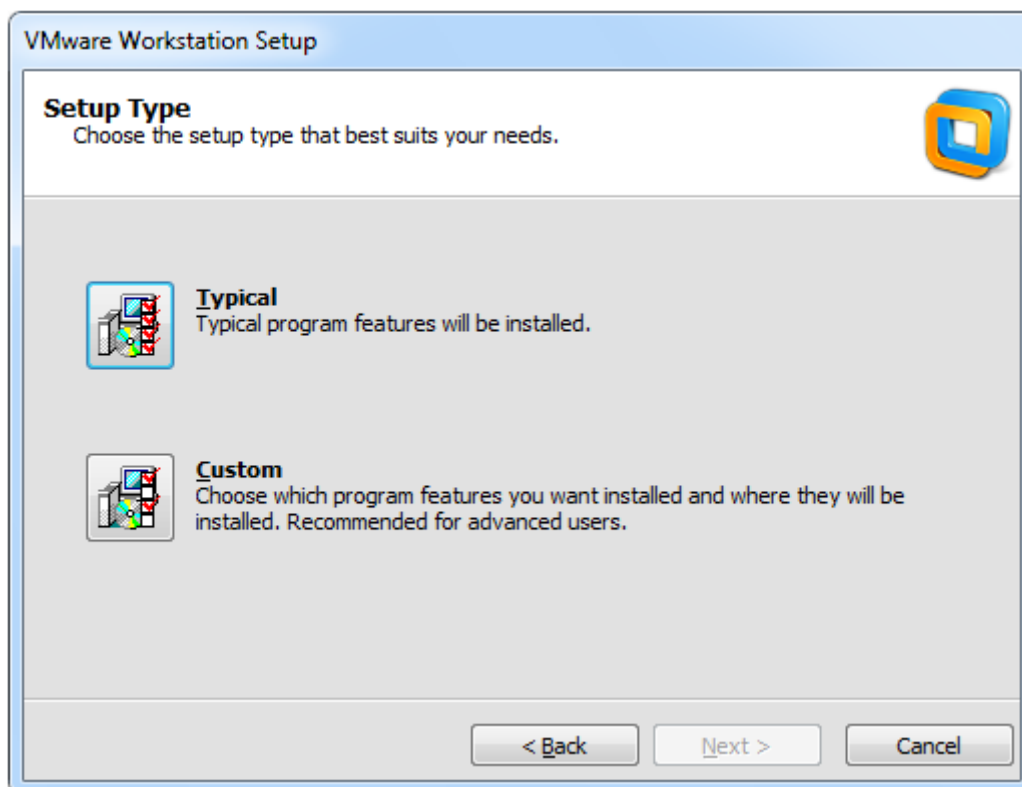 VMware Workstation Setup
Setup Type
Choose the setup type that best suits your needs.
Typical
Typical program features will be installed.
Custom
Choose which program features you want installed and where they will be
installed. Recommended for advanced users.
< Back
Next >
Cancel